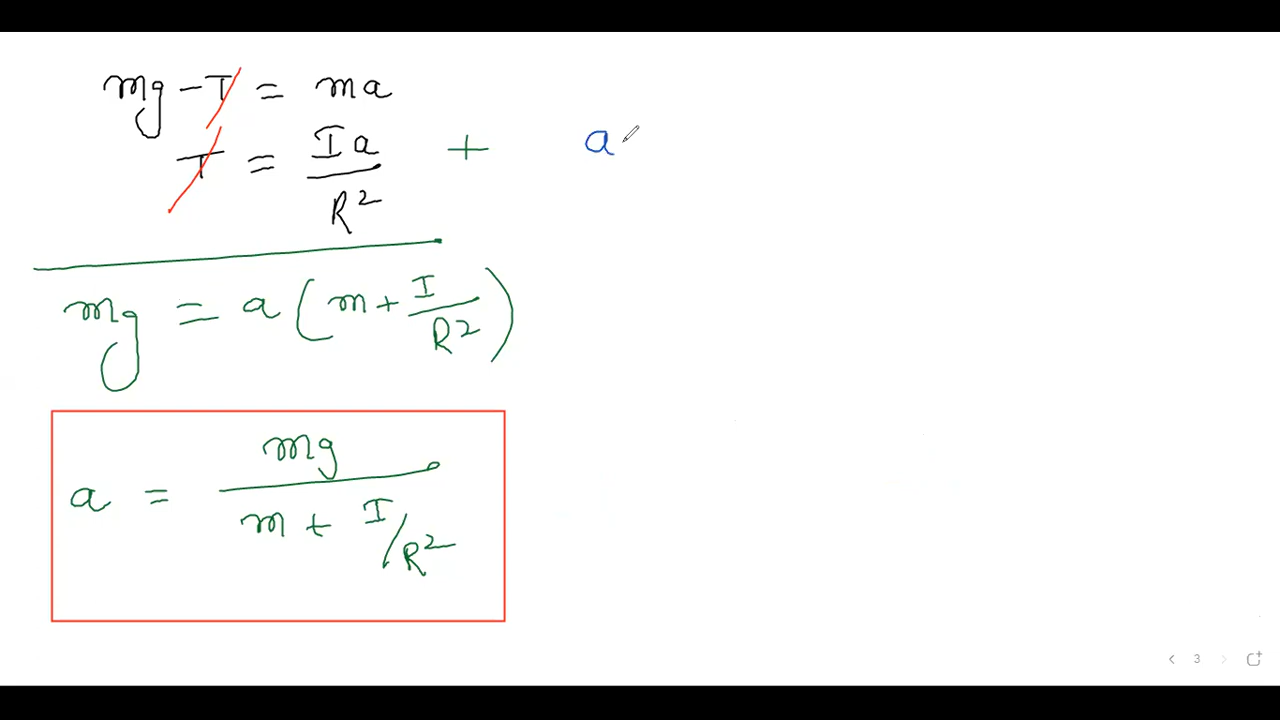 mg - T = ma
T = Ia/R² +
a
mg = a (m + I/R²)
a = mg / (m + I/R²)
3